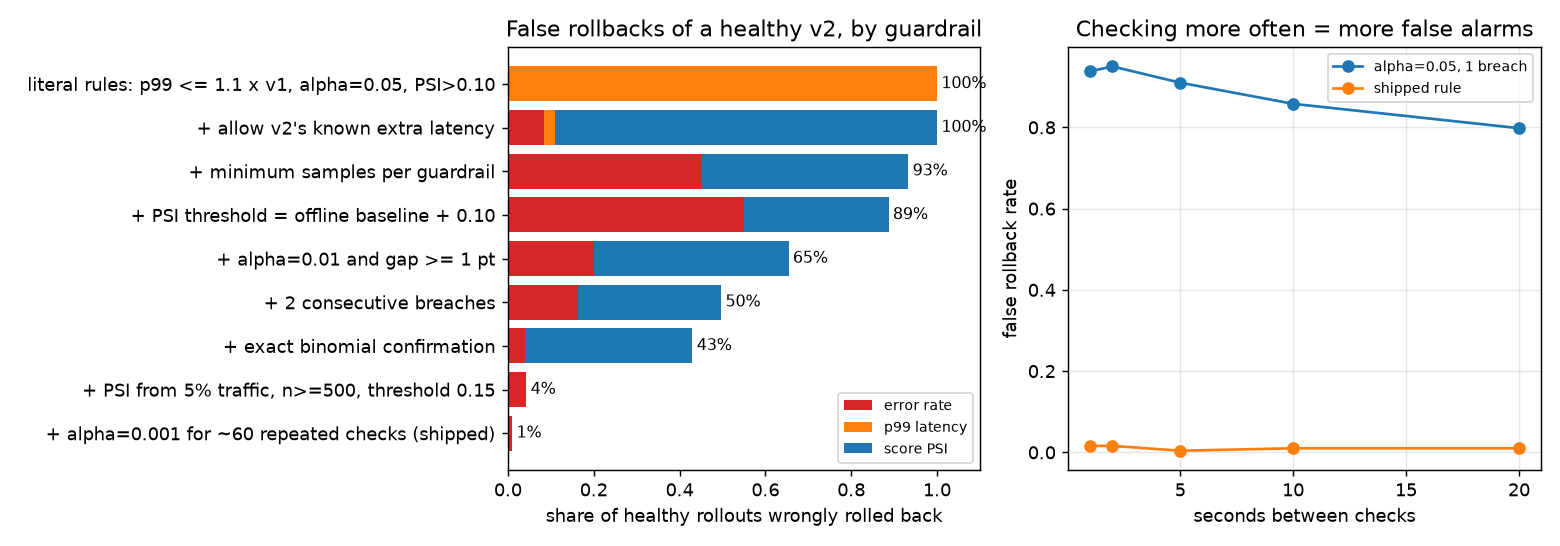 False rollbacks of a healthy v2, by guardrail
literal rules: p99 <= 1.1 x v1, alpha=0.05, PSI>0.10
100%
+ allow v2's known extra latency
100%
+ minimum samples per guardrail
93%
+ PSI threshold = offline baseline + 0.10
89%
+ alpha=0.01 and gap >= 1 pt
65%
+ 2 consecutive breaches
50%
+ exact binomial confirmation
43%
+ PSI from 5% traffic, n>=500, threshold 0.15
4%
+ alpha=0.001 for ~60 repeated checks (shipped)
1%
error rate
p99 latency
score PSI
0.0 0.2 0.4 0.6 0.8 1.0
share of healthy rollouts wrongly rolled back
Checking more often = more false alarms
alpha=0.05, 1 breach
shipped rule
false rollback rate
0.8
0.6
0.4
0.2
0.0
5 10 15 20
seconds between checks